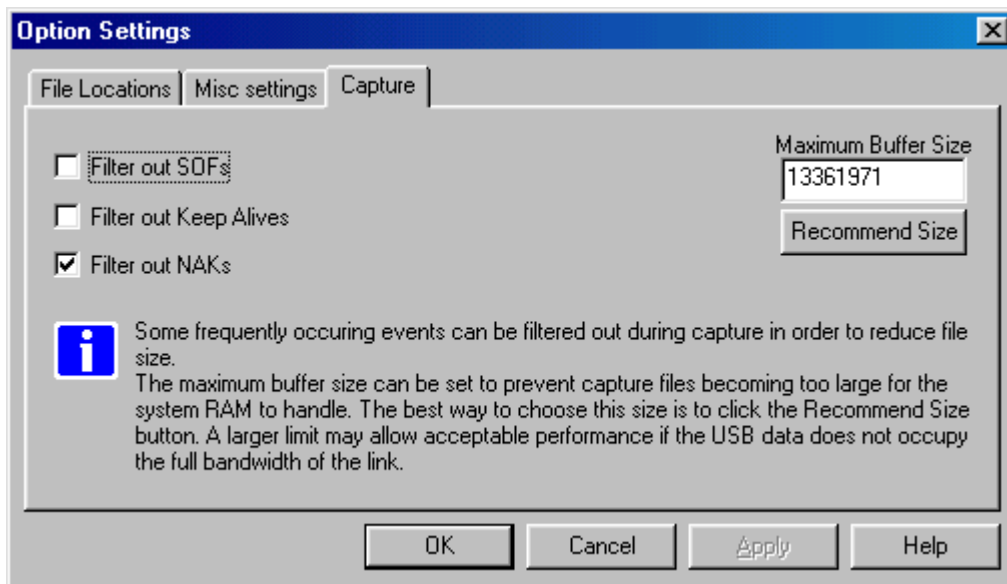 Option Settings
File Locations
Misc settings
Capture
Filter out SOFs
Filter out Keep Alives
Filter out NAKs
Maximum Buffer Size
13361971
Recommend Size
Some frequently occuring events can be filtered out during capture in order to reduce file
size.
The maximum buffer size can be set to prevent capture files becoming too large for the
system RAM to handle. The best way to choose this size is to click the Recommend Size
button. A larger limit may allow acceptable performance if the USB data does not occupy
the full bandwidth of the link.
OK
Cancel
Apply
Help